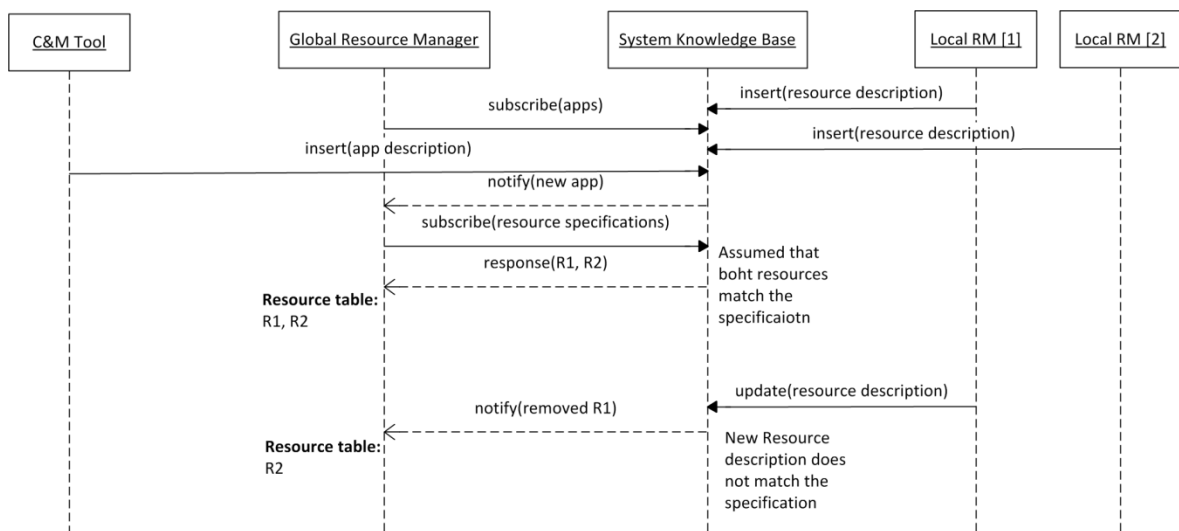 C&M Tool
Global Resource Manager
System Knowledge Base
Local RM [1]
Local RM [2]
insert(resource description)
subscribe(apps)
insert(resource description)
insert(app description)
notify(new app)
subscribe(resource specifications)
response(R1, R2)
Assumed that
boht resources
match the
specificaiotn
Resource table:
R1, R2
update(resource description)
notify(removed R1)
Resource table:
R2
New Resource
description does
not match the
specification